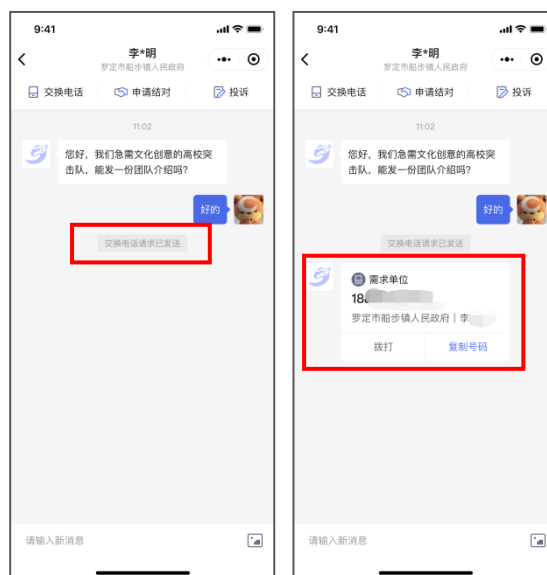 9:41
李*明
罗定市船步镇人民政府
交换电话
申请结对
投诉
11:02
您好，我们急需文化创意的高校突
击队，能发一份团队介绍吗?
好的
交换电话请求已发送
请输入新消息
9:41
李*明
罗定市船步镇人民政府
交换电话
申请结对
投诉
11:02
您好，我们急需文化创意的高校突
击队，能发一份团队介绍吗?
好的
交换电话请求已发送
需求单位
188
罗定市船步镇人民政府丨李
拨打
复制号码
请输入新消息